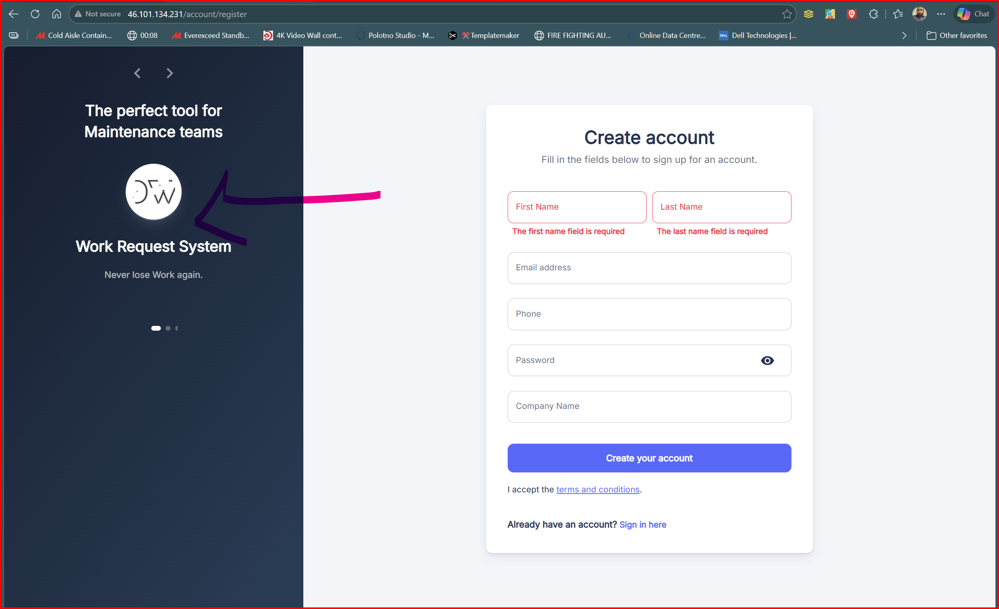 Not secure 46.101.134.231/account/register
Chat
Cold Aisle Contain... 00:08 Everexceed Standb... 4K Video Wall cont... Polotno Studio - M... Templatemaker FIRE FIGHTING AU... Online Data Centre... DELL Dell Technologies |... Other favorites
The perfect tool for
Maintenance teams
Work Request System
Never lose Work again.
Create account
Fill in the fields below to sign up for an account.
First Name
Last Name
The first name field is required
The last name field is required
Email address
Phone
Password
Company Name
Create your account
I accept the terms and conditions.
Already have an account? Sign in here